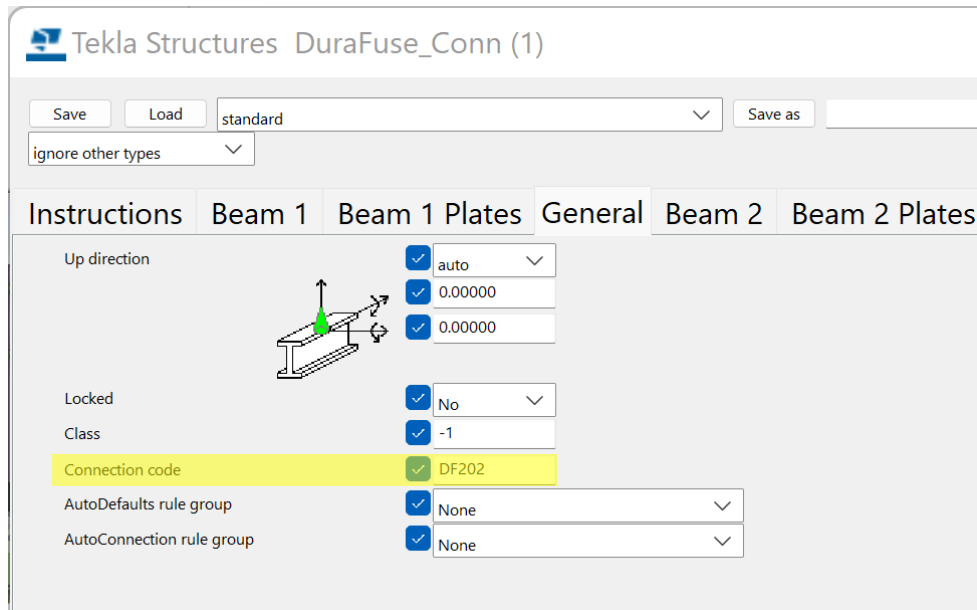 Tekla Structures DuraFuse_Conn (1)
Save Load standard Save as
ignore other types
Instructions Beam 1 Beam 1 Plates General Beam 2 Beam 2 Plates
Up direction auto
0.00000
0.00000
Locked No
Class -1
Connection code DF202
AutoDefaults rule group None
AutoConnection rule group None